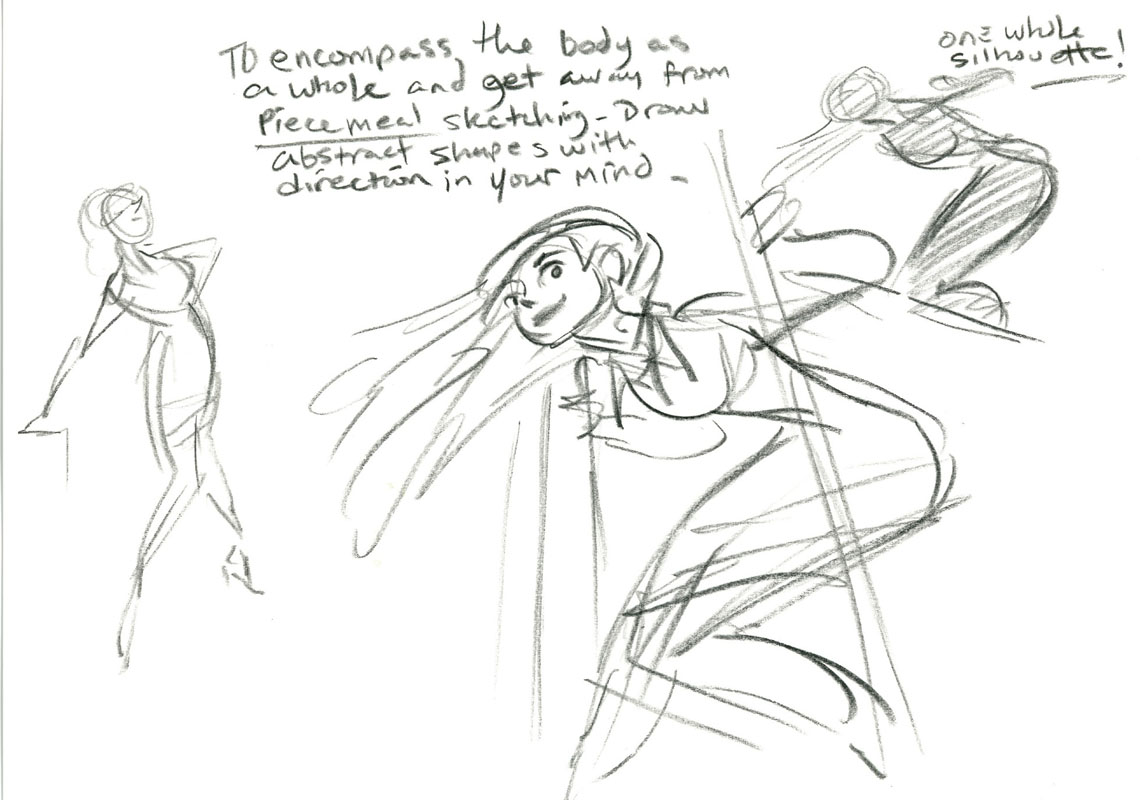 To encompass the body as
a whole and get away from
Piecemeal sketching - Draw
abstract shapes with
direction in your mind -
one whole
silhouette!